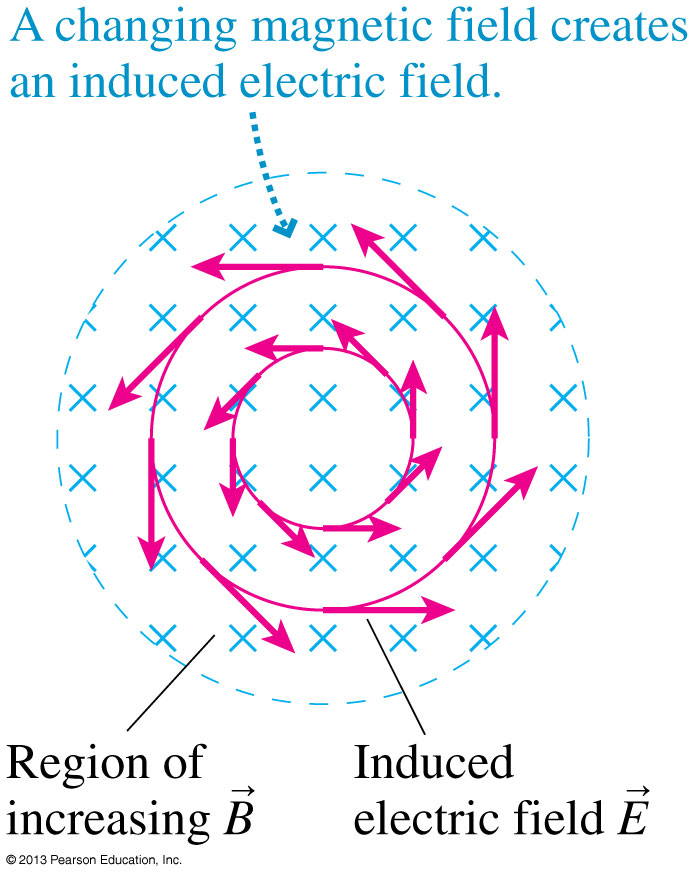 A changing magnetic field creates
an induced electric field.
Region of
increasing B⃗
Induced
electric field E⃗
© 2013 Pearson Education, Inc.